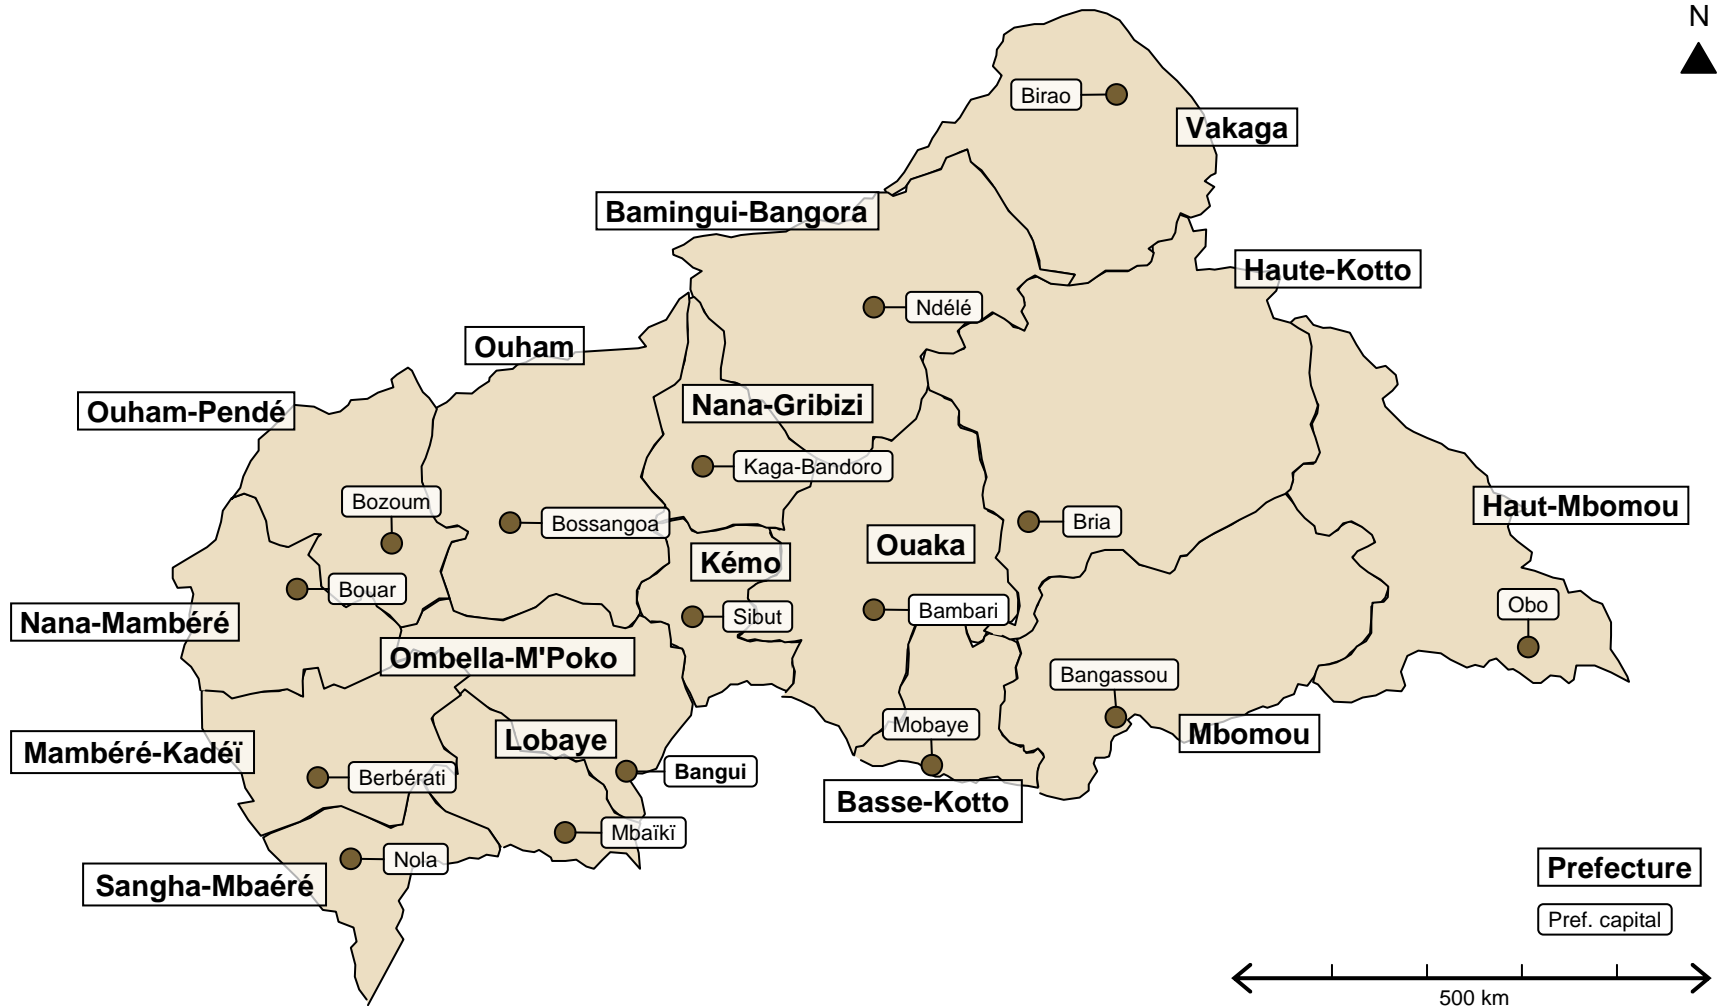 N
Birao
Vakaga
Bamingui-Bangora
Haute-Kotto
Ndélé
Ouham
Nana-Gribizi
Ouham-Pendé
Kaga-Bandoro
Bozoum
Haut-Mbomou
Bossangoa
Bria
Ouaka
Kémo
Bouar
Obo
Bambari
Sibut
Nana-Mambéré
Ombella-M'Poko
Bangassou
Mobaye
Mbomou
Lobaye
Mambéré-Kadéï
Bangui
Berbérati
Basse-Kotto
Mbaïkï
Nola
Prefecture
Sangha-Mbaéré
Pref. capital
500 km